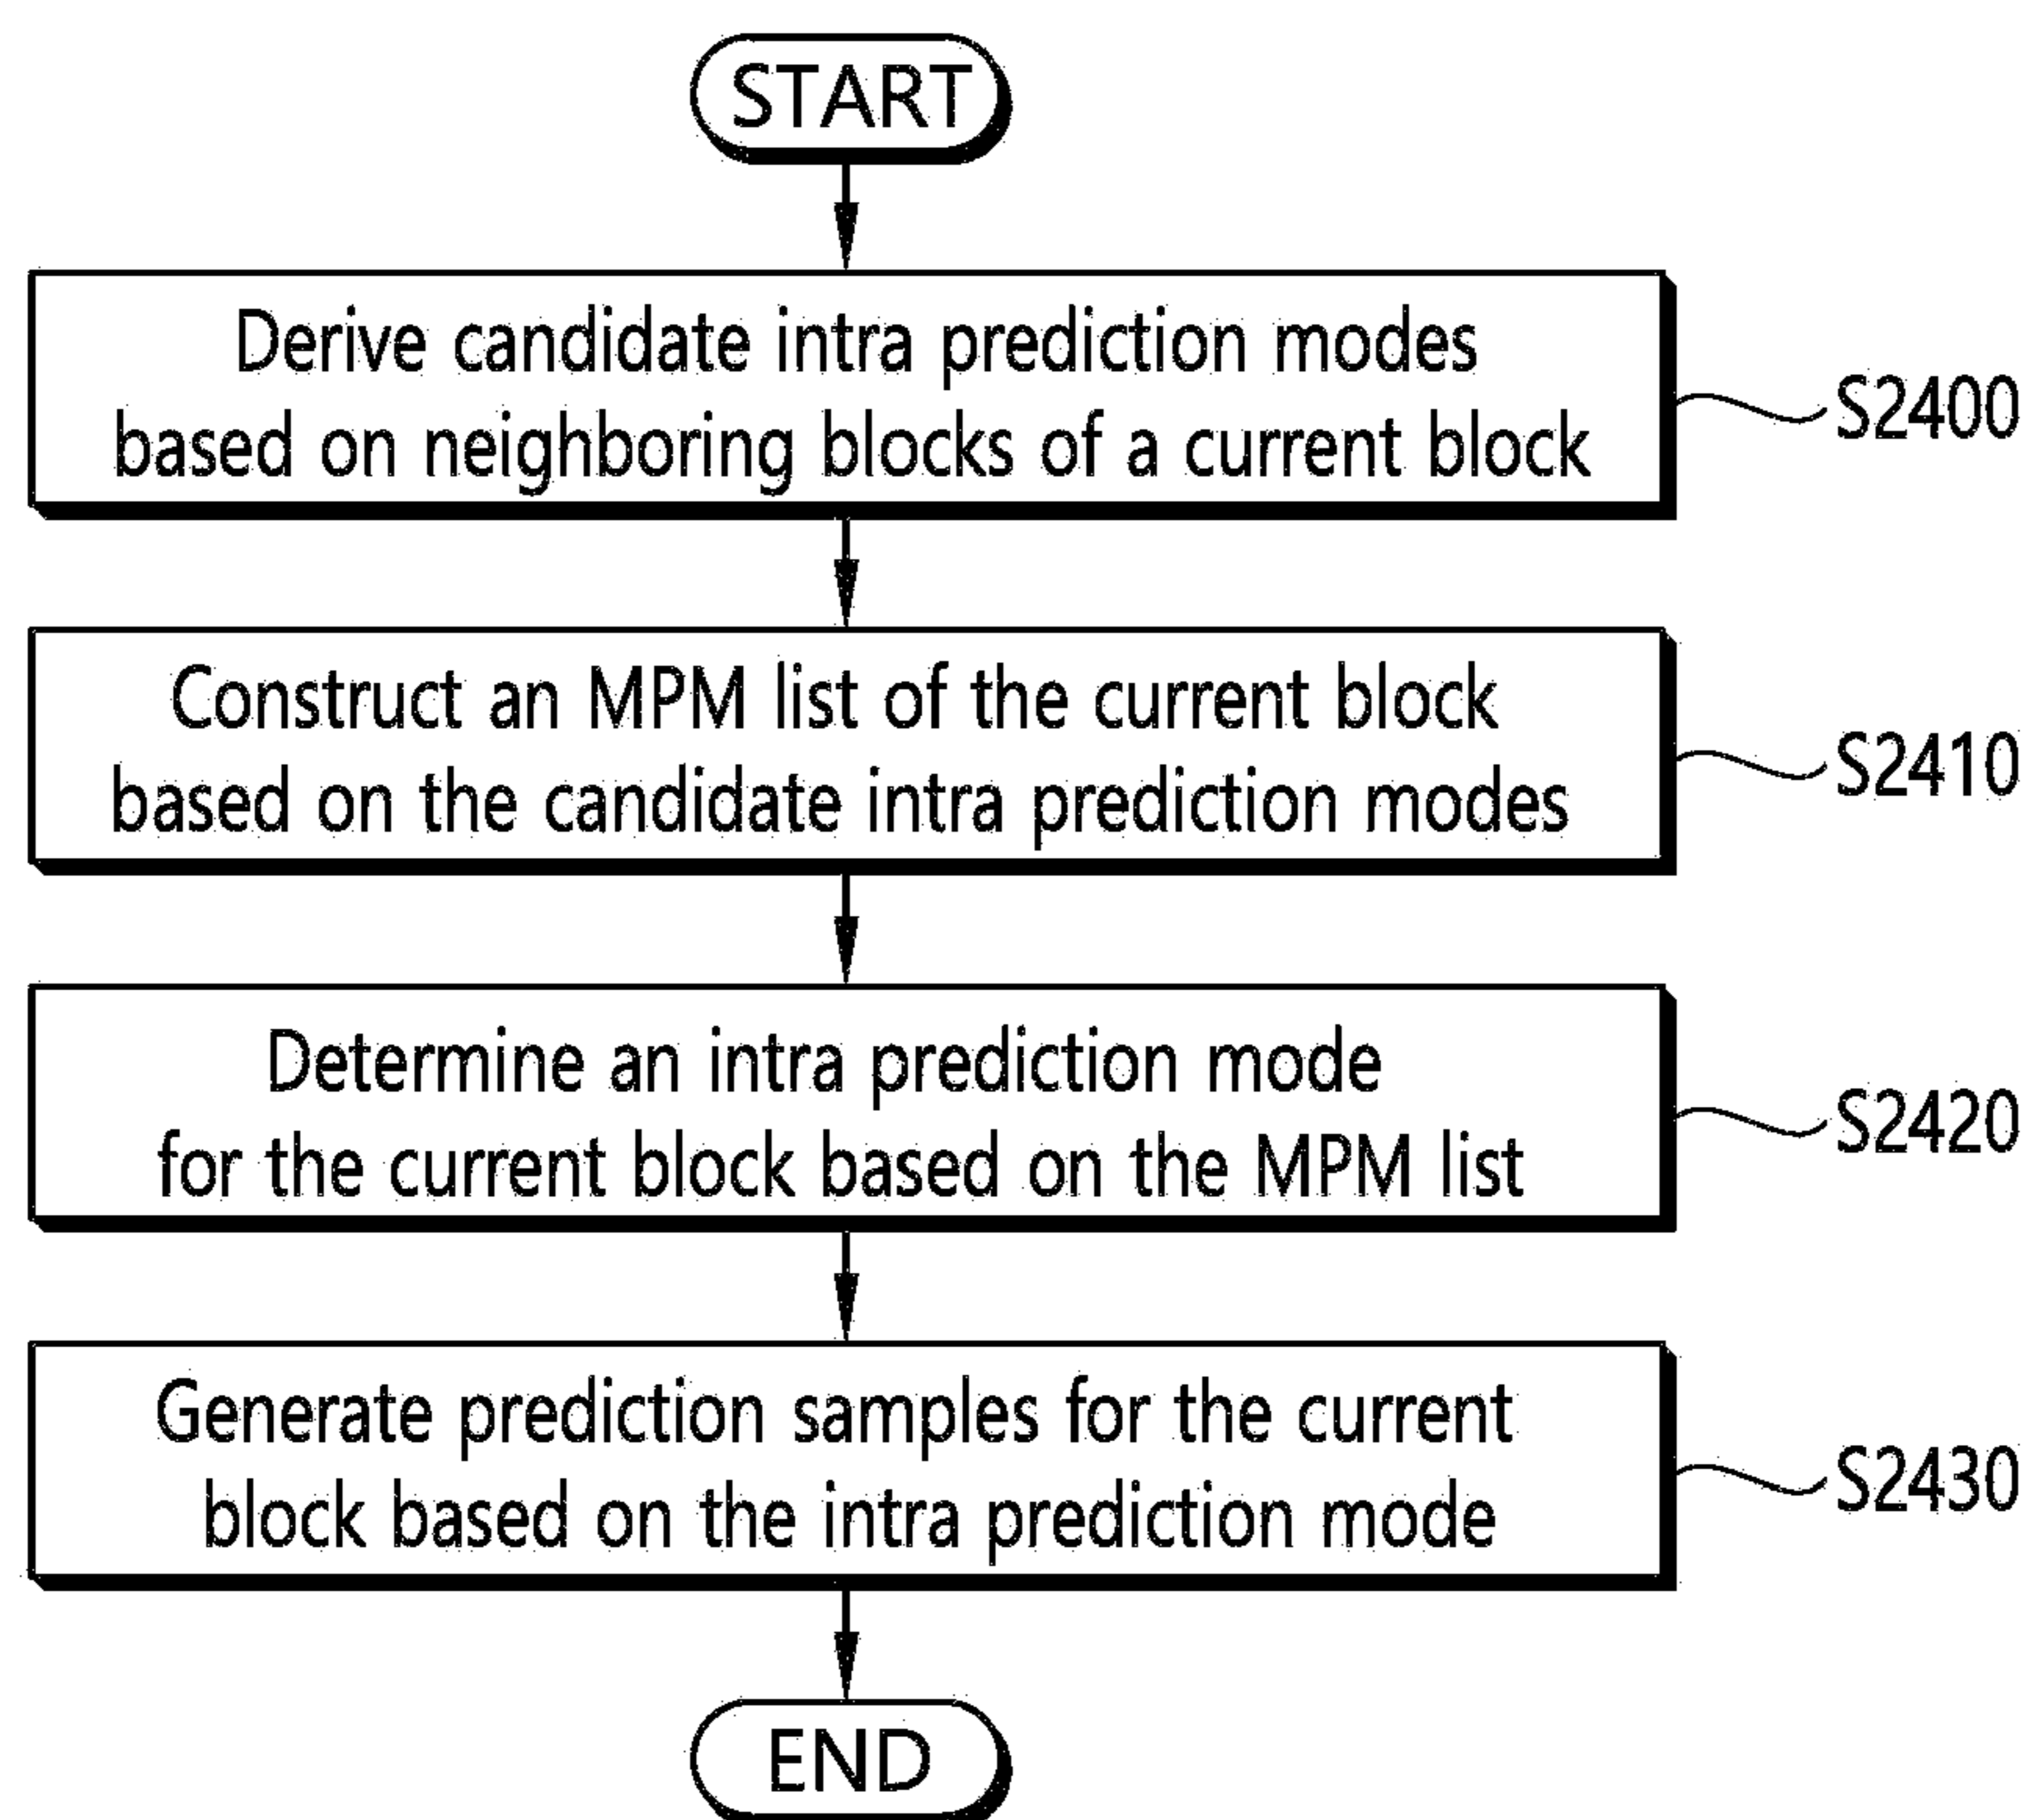 START
Derive candidate intra prediction modes
based on neighboring blocks of a current block
S2400
Construct an MPM list of the current block
based on the candidate intra prediction modes
S2410
Determine an intra prediction mode
for the current block based on the MPM list
S2420
Generate prediction samples for the current
block based on the intra prediction mode
S2430
END